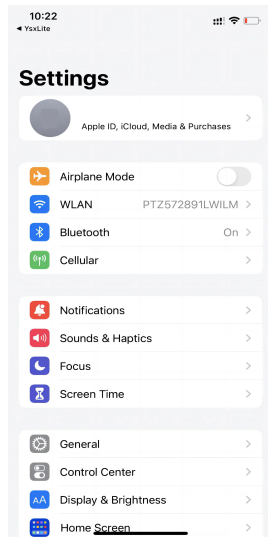 10:22
◀ YsxLite
Settings
Apple ID, iCloud, Media & Purchases
Airplane Mode
WLAN PTZ572891LWILM
Bluetooth On
Cellular
Notifications
Sounds & Haptics
Focus
Screen Time
General
Control Center
AA Display & Brightness
Home Screen